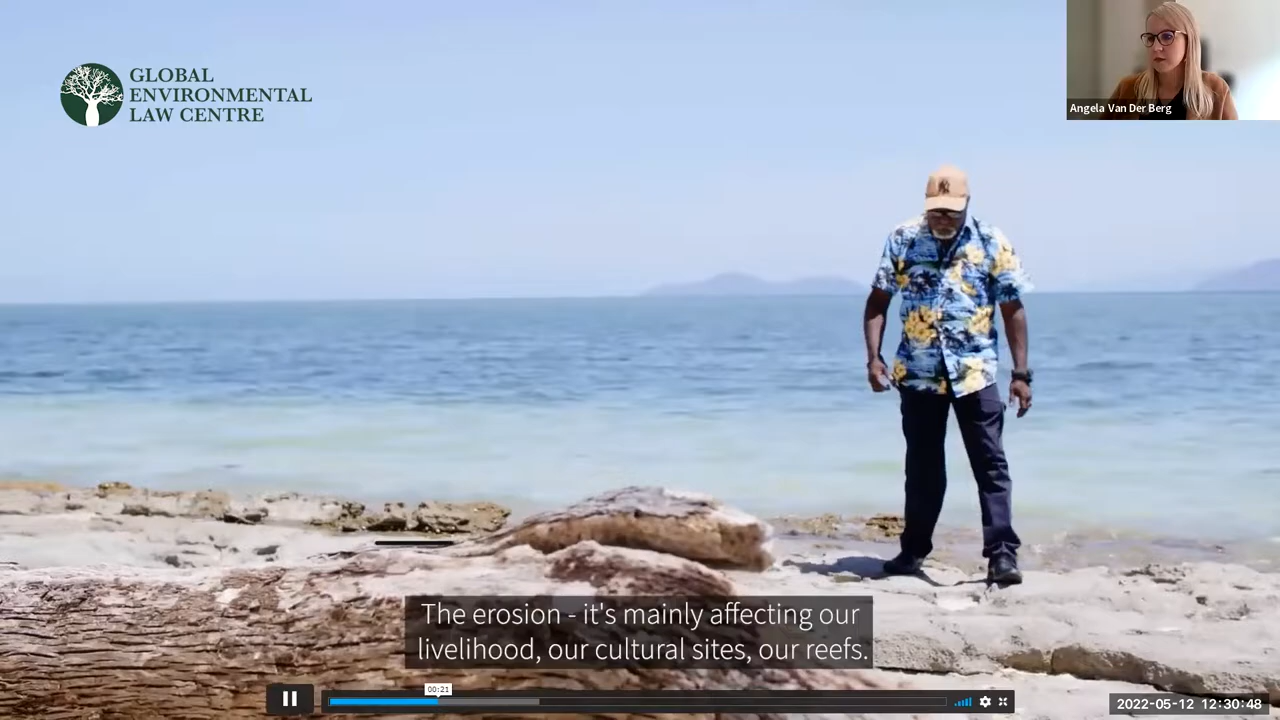 GLOBAL
ENVIRONMENTAL
LAW CENTRE
Angela Van Der Berg
The erosion - it's mainly affecting our
livelihood, our cultural sites, our reefs.
00:21
2022-05-12 12:30:48